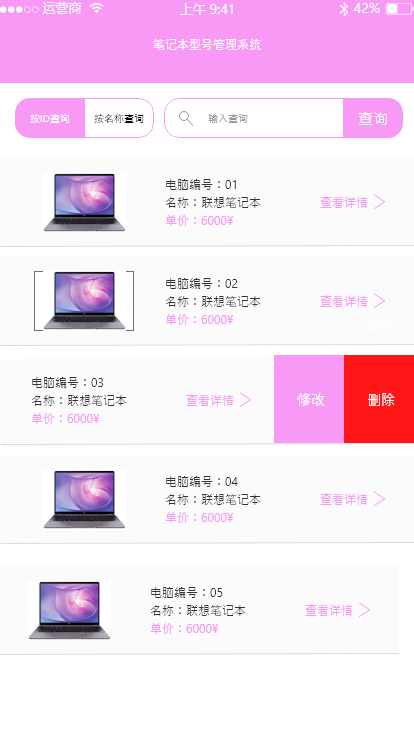 运营商 上午 9:41 42%
笔记本型号管理系统
按ID查询 按名称查询 输入查询 查询
电脑编号：01
名称：联想笔记本 查看详情
单价：6000¥
电脑编号：02
名称：联想笔记本 查看详情
单价：6000¥
电脑编号：03
名称：联想笔记本 查看详情 修改 删除
单价：6000¥
电脑编号：04
名称：联想笔记本 查看详情
单价：6000¥
电脑编号：05
名称：联想笔记本 查看详情
单价：6000¥